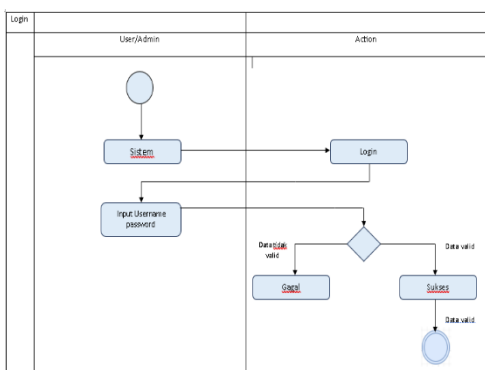 Login
User/Admin
Action
Sistem
Login
Input Username
password
Data tidak
valid
Data valid
Gagal
Sukses
Data valid